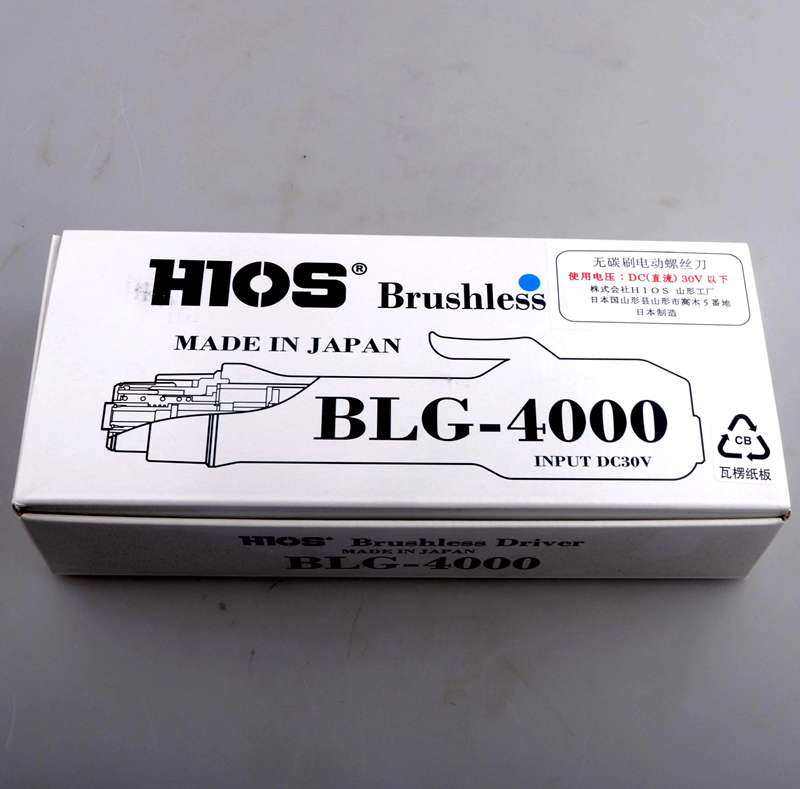 HIOS®
Brushless
MADE IN JAPAN
BLG-4000
INPUT DC30V
无碳刷电动螺丝刀
使用电压：DC(直流) 30V 以下
株式会社HIOS 山形工厂
日本国山形县山形市高木5番地
日本制造
CB
瓦楞纸板
HIOS® Brushless Driver
MADE IN JAPAN
BLG-4000